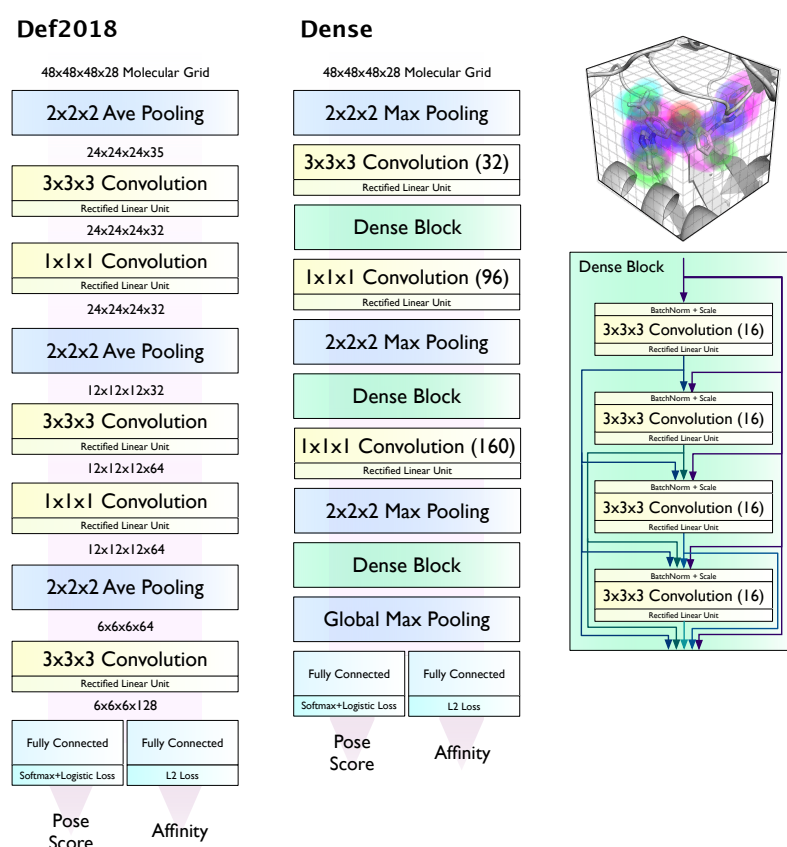 Def2018
48x48x48x28 Molecular Grid
2x2x2 Ave Pooling
24x24x24x35
3x3x3 Convolution
Rectified Linear Unit
24x24x24x32
1x1x1 Convolution
Rectified Linear Unit
24x24x24x32
2x2x2 Ave Pooling
12x12x12x32
3x3x3 Convolution
Rectified Linear Unit
12x12x12x64
1x1x1 Convolution
Rectified Linear Unit
12x12x12x64
2x2x2 Ave Pooling
6x6x6x64
3x3x3 Convolution
Rectified Linear Unit
6x6x6x128
Fully Connected
Softmax+Logistic Loss
Fully Connected
L2 Loss
Pose
Score
Affinity
Dense
48x48x48x28 Molecular Grid
2x2x2 Max Pooling
3x3x3 Convolution (32)
Rectified Linear Unit
Dense Block
1x1x1 Convolution (96)
Rectified Linear Unit
2x2x2 Max Pooling
Dense Block
1x1x1 Convolution (160)
Rectified Linear Unit
2x2x2 Max Pooling
Dense Block
Global Max Pooling
Fully Connected
Softmax+Logistic Loss
Fully Connected
L2 Loss
Pose
Score
Affinity
Dense Block
BatchNorm + Scale
3x3x3 Convolution (16)
Rectified Linear Unit
BatchNorm + Scale
3x3x3 Convolution (16)
Rectified Linear Unit
BatchNorm + Scale
3x3x3 Convolution (16)
Rectified Linear Unit
BatchNorm + Scale
3x3x3 Convolution (16)
Rectified Linear Unit